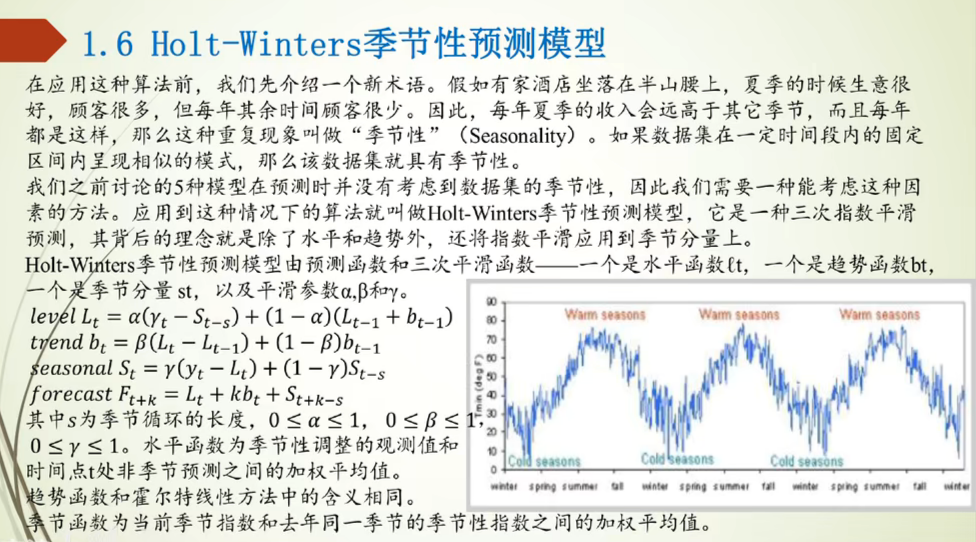 1.6 Holt-Winters季节性预测模型
在应用这种算法前，我们先介绍一个新术语。假如有家酒店坐落在半山腰上，夏季的时候生意很
好，顾客很多，但每年其余时间顾客很少。因此，每年夏季的收入会远高于其它季节，而且每年
都是这样，那么这种重复现象叫做“季节性”（Seasonality）。如果数据集在一定时间段内的固定
区间内呈现相似的模式，那么该数据集就具有季节性。
我们之前讨论的5种模型在预测时并没有考虑到数据集的季节性，因此我们需要一种能考虑这种因
素的方法。应用到这种情况下的算法就叫做Holt-Winters季节性预测模型，它是一种三次指数平滑
预测，其背后的理念就是除了水平和趋势外，还将指数平滑应用到季节分量上。
Holt-Winters季节性预测模型由预测函数和三次平滑函数——一个是水平函数ℓt，一个是趋势函数bt，
一个是季节分量 st，以及平滑参数α,β和γ。
level L_t = α(γ_t − S_{t−s}) + (1 − α)(L_{t−1} + b_{t−1})
trend b_t = β(L_t − L_{t−1}) + (1 − β)b_{t−1}
seasonal S_t = γ(y_t − L_t) + (1 − γ)S_{t−s}
forecast F_{t+k} = L_t + kb_t + S_{t+k−s}
其中s为季节循环的长度，0 ≤ α ≤ 1, 0 ≤ β ≤ 1,
0 ≤ γ ≤ 1。水平函数为季节性调整的观测值和
时间点t处非季节预测之间的加权平均值。
趋势函数和霍尔特线性方法中的含义相同。
季节函数为当前季节指数和去年同一季节的季节性指数之间的加权平均值。
Warm seasons Warm seasons Warm seasons
Tmin (deg F)
90
80
70
60
50
40
30
20
10
0
Cold seasons Cold seasons Cold seasons
winter spring summer fall winter spring summer fall winter spring summer fall winter